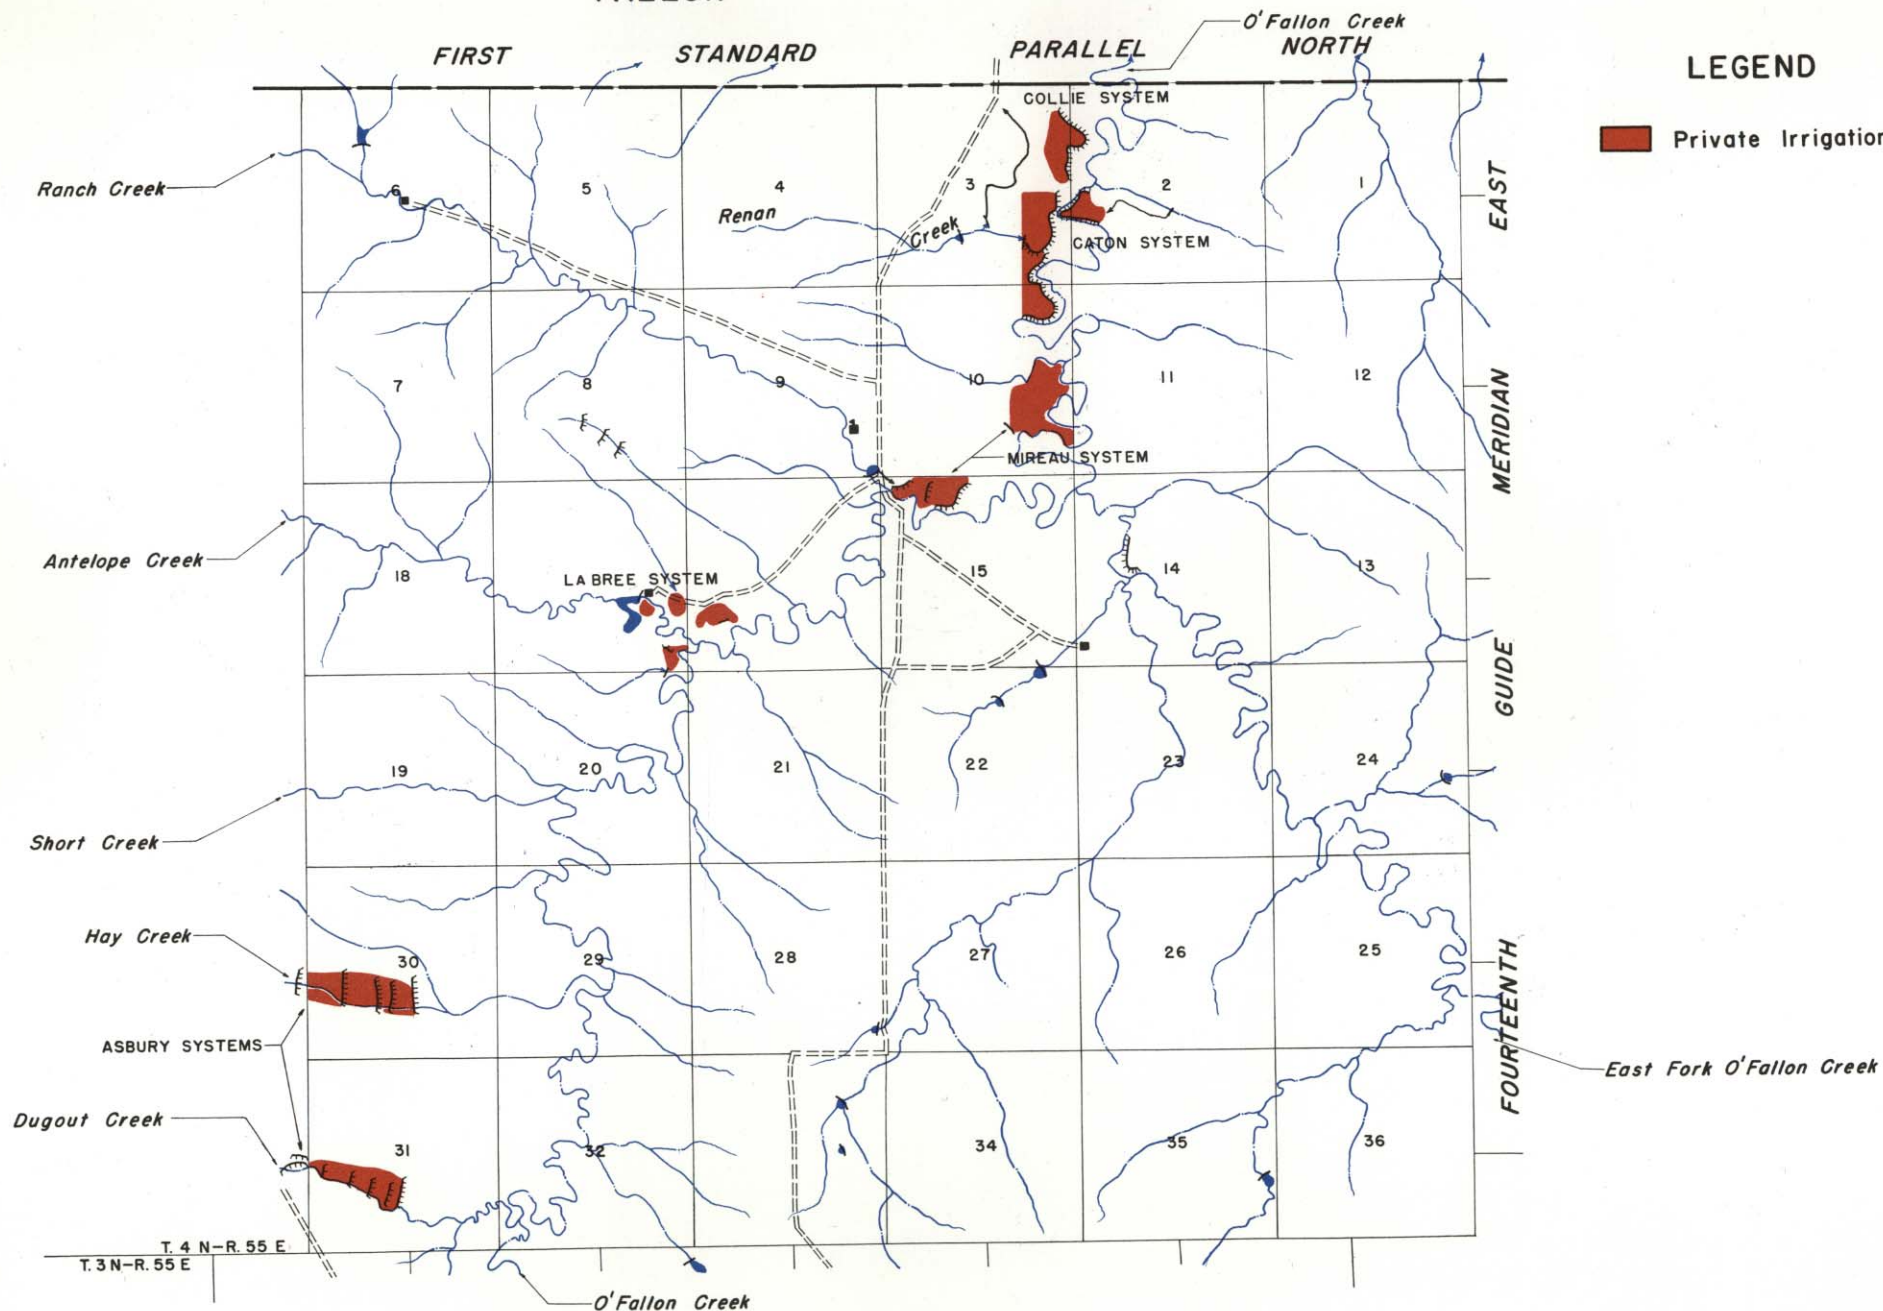 O'Fallon Creek
FIRST STANDARD PARALLEL NORTH
LEGEND
Private Irrigation
COLLIE SYSTEM
Ranch Creek
6 5 4 3 2 1
Renan Creek
CATON SYSTEM
EAST
7 8 9 10 11 12
1
MIREAU SYSTEM
MERIDIAN
Antelope Creek
18 15 14 13
LA BREE SYSTEM
GUIDE
19 20 21 22 23 24
Short Creek
Hay Creek
30 29 28 27 26 25
FOURTEENTH
ASBURY SYSTEMS
East Fork O'Fallon Creek
Dugout Creek
31 32 34 35 36
T. 4 N-R. 55 E
T. 3 N-R. 55 E
O'Fallon Creek